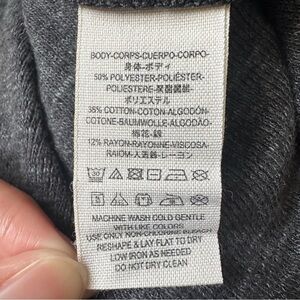 BODY-CORPS-CUERPO-CORPO-
身体-ボディ
50% POLYESTER-POLIÉSTER-
POLIESTERE-聚酯纖維-
ポリエステル
38% COTTON-COTON-ALGODÓN-
COTONE-BAUMWOLLE-ALGODÃO-
棉花-綿
12% RAYON-RAYONNE-VISCOSA-
RAIOM-人造絲-レーヨン
30
MACHINE WASH COLD GENTLE
WITH LIKE COLORS
USE ONLY NON-CHLORINE BLEACH
RESHAPE & LAY FLAT TO DRY
LOW IRON AS NEEDED
DO NOT DRY CLEAN